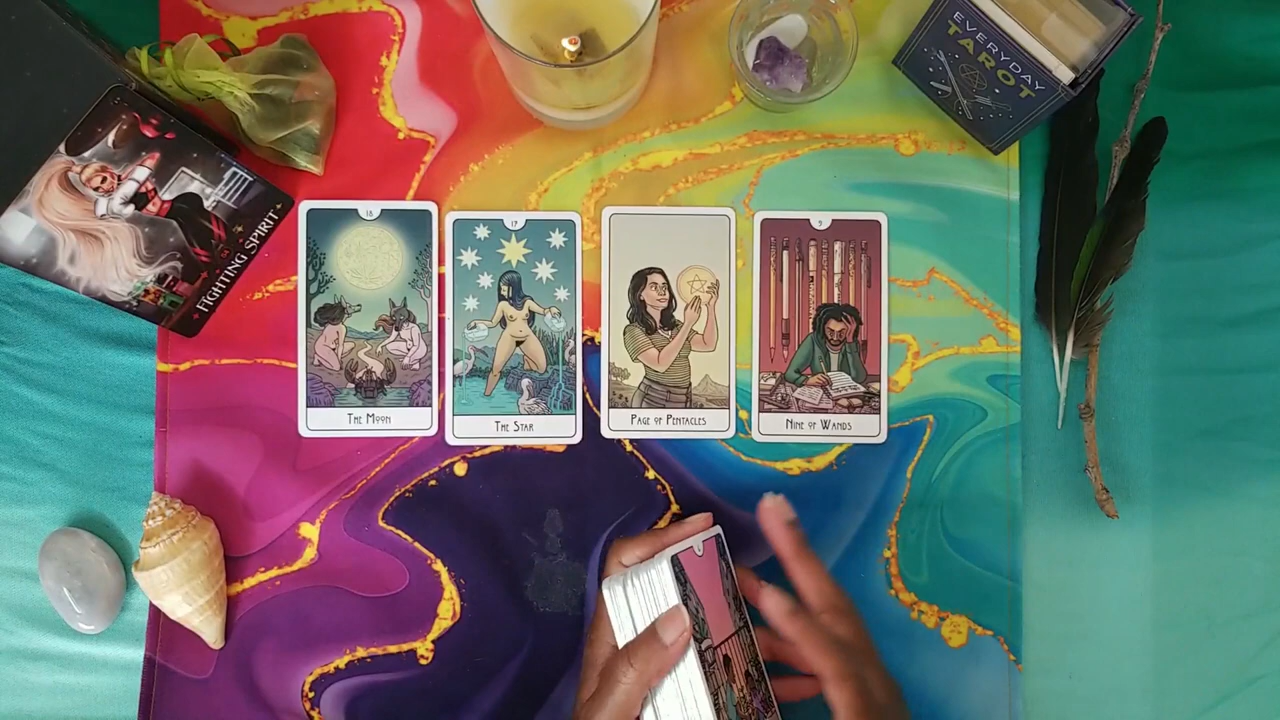 EVERYDAY
TAROT
FIGHTING SPIRIT
18
THE MOON
17
THE STAR
PAGE OF PENTACLES
9
NINE OF WANDS